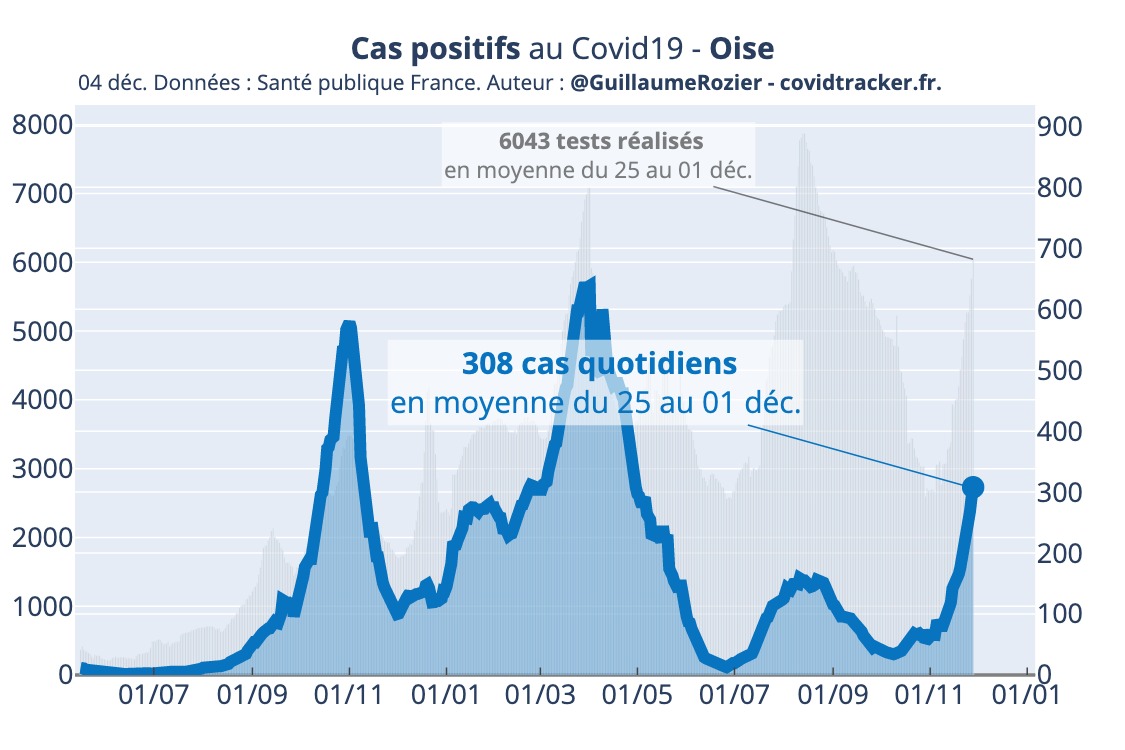 Cas positifs au Covid19 - Oise
04 déc. Données : Santé publique France. Auteur : @GuillaumeRozier - covidtracker.fr.
8000
7000
6000
5000
4000
3000
2000
1000
0
900
800
700
600
500
400
300
200
100
0
6043 tests réalisés
en moyenne du 25 au 01 déc.
308 cas quotidiens
en moyenne du 25 au 01 déc.
01/07 01/09 01/11 01/01 01/03 01/05 01/07 01/09 01/11 01/01